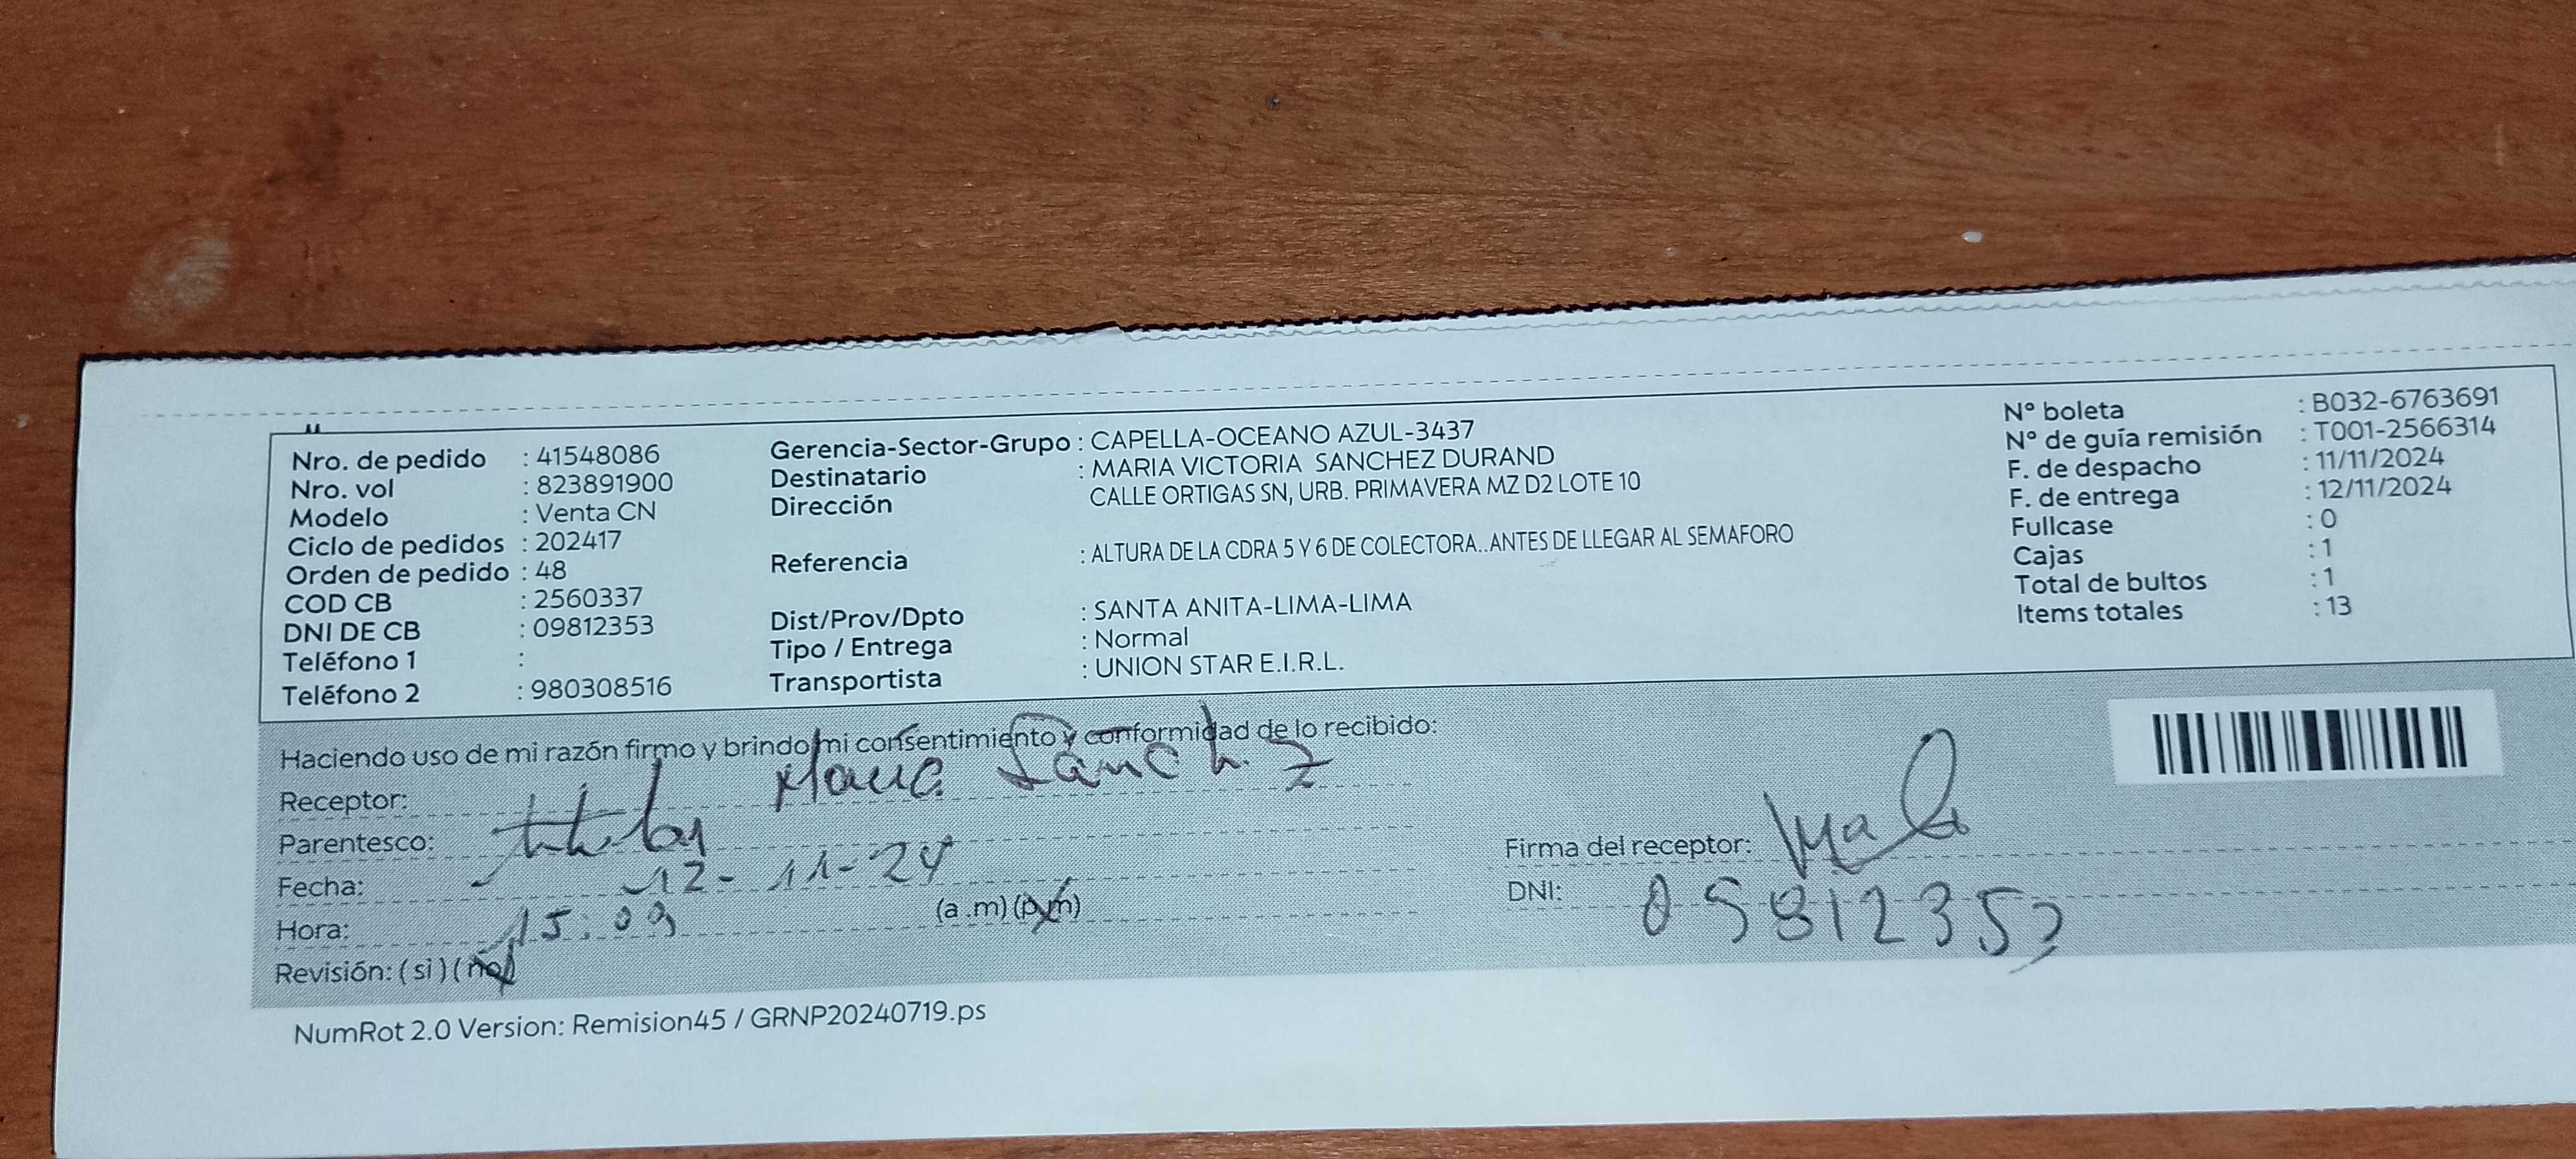 Nro. de pedido : 41548086
Nro. vol : 823891900
Modelo : Venta CN
Ciclo de pedidos : 202417
Orden de pedido : 48
COD CB : 2560337
DNI DE CB : 09812353
Teléfono 1 :
Teléfono 2 : 980308516
Gerencia-Sector-Grupo : CAPELLA-OCEANO AZUL-3437
Destinatario : MARIA VICTORIA SANCHEZ DURAND
Dirección CALLE ORTIGAS SN, URB. PRIMAVERA MZ D2 LOTE 10
Referencia : ALTURA DE LA CDRA 5 Y 6 DE COLECTORA..ANTES DE LLEGAR AL SEMAFORO
Dist/Prov/Dpto : SANTA ANITA-LIMA-LIMA
Tipo / Entrega : Normal
Transportista : UNION STAR E.I.R.L.
N° boleta : B032-6763691
N° de guía remisión : T001-2566314
F. de despacho : 11/11/2024
F. de entrega : 12/11/2024
Fullcase : 0
Cajas : 1
Total de bultos : 1
Items totales : 13
Haciendo uso de mi razón firmo y brindo mi consentimiento y conformidad de lo recibido:
Receptor: Maria Sanchez
Parentesco: titular
Fecha: 12-11-24
Hora: 15:09 (a.m) (p.m)
Revisión: (si) (no)
Firma del receptor:
DNI: 09812353
NumRot 2.0 Version: Remision45 / GRNP20240719.ps